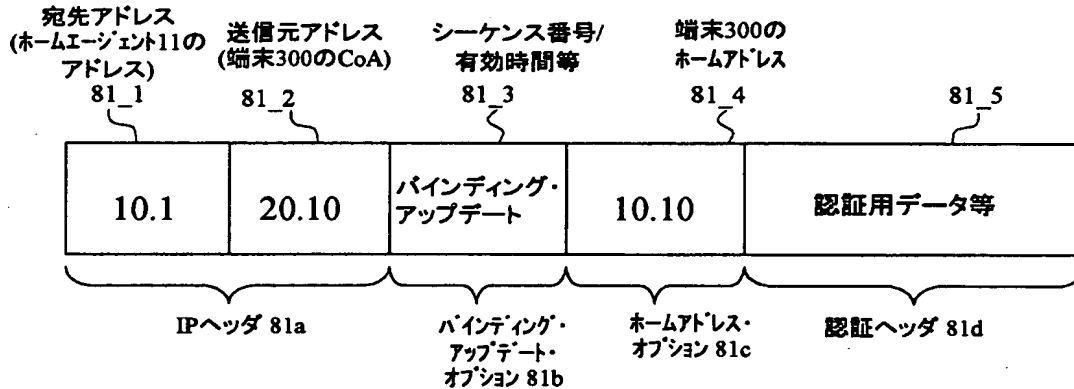 宛先アドレス
(ホームエージェント11の
アドレス)
81_1
送信元アドレス
(端末300のCoA)
81_2
シーケンス番号/
有効時間等
81_3
端末300の
ホームアドレス
81_4
81_5
10.1
20.10
バインディング・
アップデート
10.10
認証用データ等
IPヘッダ 81a
バインディング・
アップデート・
オプション 81b
ホームアドレス・
オプション 81c
認証ヘッダ 81d